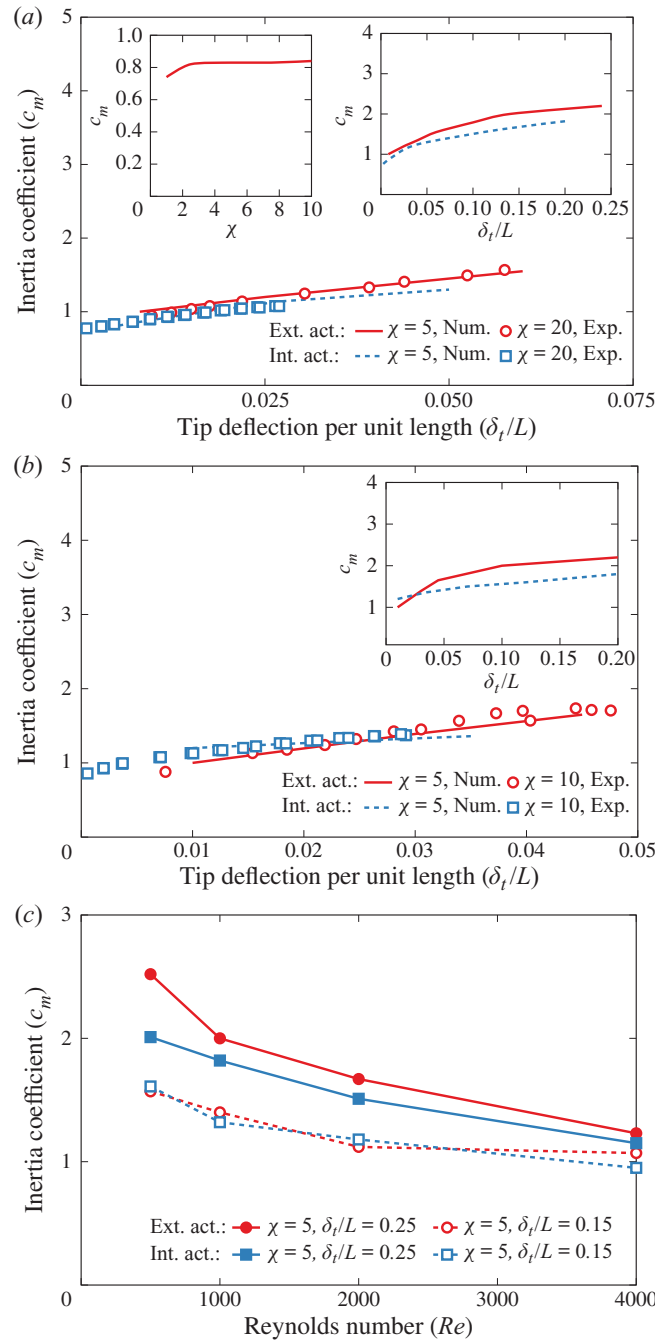 (a)
5
4
3
2
1
0
Inertia coefficient (c_m)
1.0
0.8
0.6
0.4
0.2
0
c_m
2 4 6 8 10
χ
4
3
2
1
0
c_m
0.05 0.10 0.15 0.20 0.25
δ_t/L
Ext. act.: χ = 5, Num. χ = 20, Exp.
Int. act.: χ = 5, Num. χ = 20, Exp.
0.025 0.050 0.075
Tip deflection per unit length (δ_t/L)
(b)
5
4
3
2
1
0
Inertia coefficient (c_m)
4
3
2
1
0
c_m
0.05 0.10 0.15 0.20
δ_t/L
Ext. act.: χ = 5, Num. χ = 10, Exp.
Int. act.: χ = 5, Num. χ = 10, Exp.
0.01 0.02 0.03 0.04 0.05
Tip deflection per unit length (δ_t/L)
(c)
3
2
1
0
Inertia coefficient (c_m)
Ext. act.: χ = 5, δ_t/L = 0.25 χ = 5, δ_t/L = 0.15
Int. act.: χ = 5, δ_t/L = 0.25 χ = 5, δ_t/L = 0.15
1000 2000 3000 4000
Reynolds number (Re)